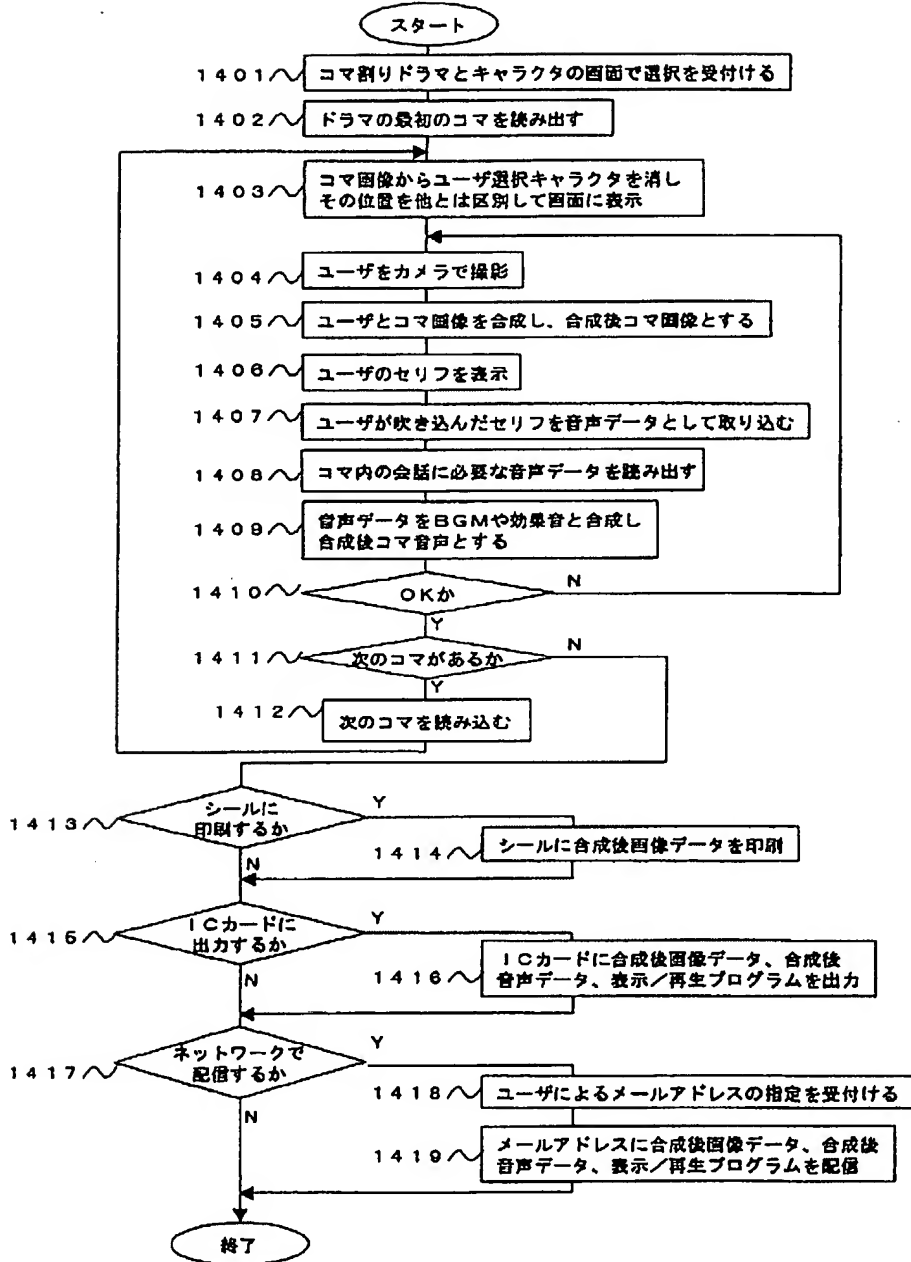 スタート
1401 コマ割りドラマとキャラクタの画面で選択を受付ける
1402 ドラマの最初のコマを読み出す
1403 コマ画像からユーザ選択キャラクタを消し
その位置を他とは区別して画面に表示
1404 ユーザをカメラで撮影
1405 ユーザとコマ画像を合成し、合成後コマ画像とする
1406 ユーザのセリフを表示
1407 ユーザが吹き込んだセリフを音声データとして取り込む
1408 コマ内の会話に必要な音声データを読み出す
1409 音声データをBGMや効果音と合成し
合成後コマ音声とする
1410 OKか N
Y
1411 次のコマがあるか N
Y
1412 次のコマを読み込む
1413 シールに
印刷するか Y
N
1414 シールに合成後画像データを印刷
1415 ICカードに
出力するか Y
N
1416 ICカードに合成後画像データ、合成後
音声データ、表示/再生プログラムを出力
1417 ネットワークで
配信するか Y
N
1418 ユーザによるメールアドレスの指定を受付ける
1419 メールアドレスに合成後画像データ、合成後
音声データ、表示/再生プログラムを配信
終了